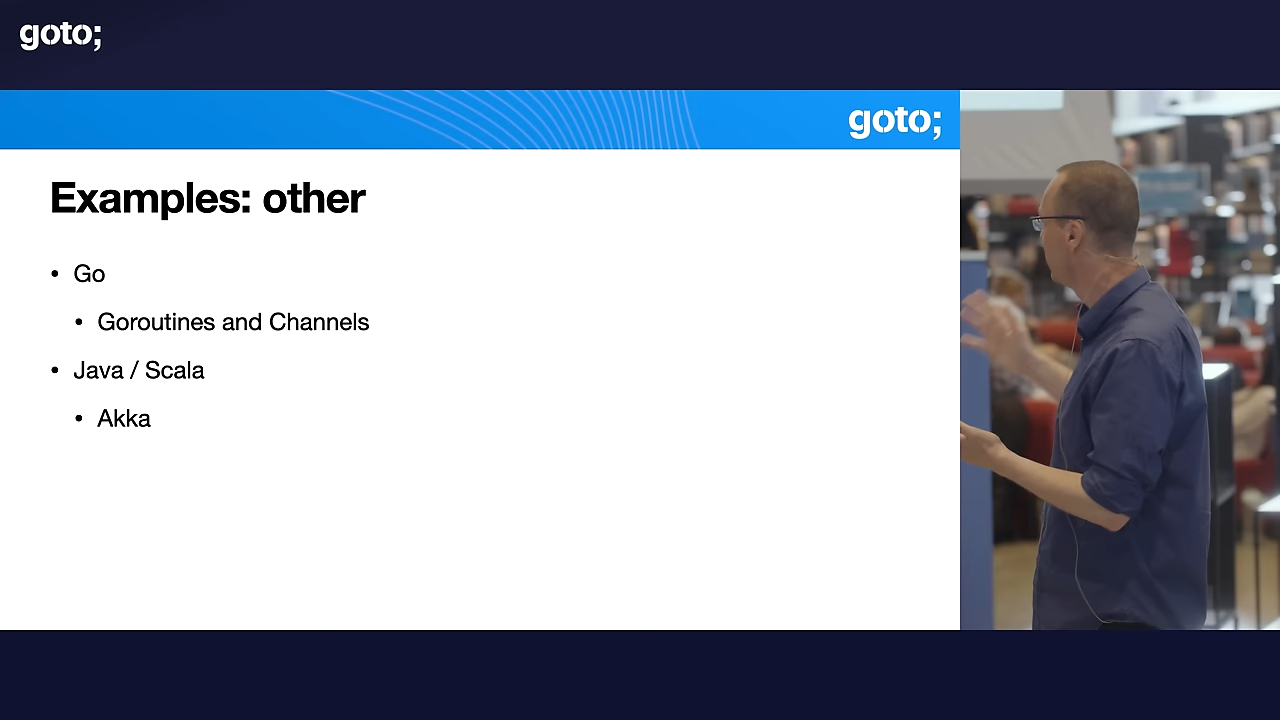 goto;
goto;
Examples: other
• Go
• Goroutines and Channels
• Java / Scala
• Akka